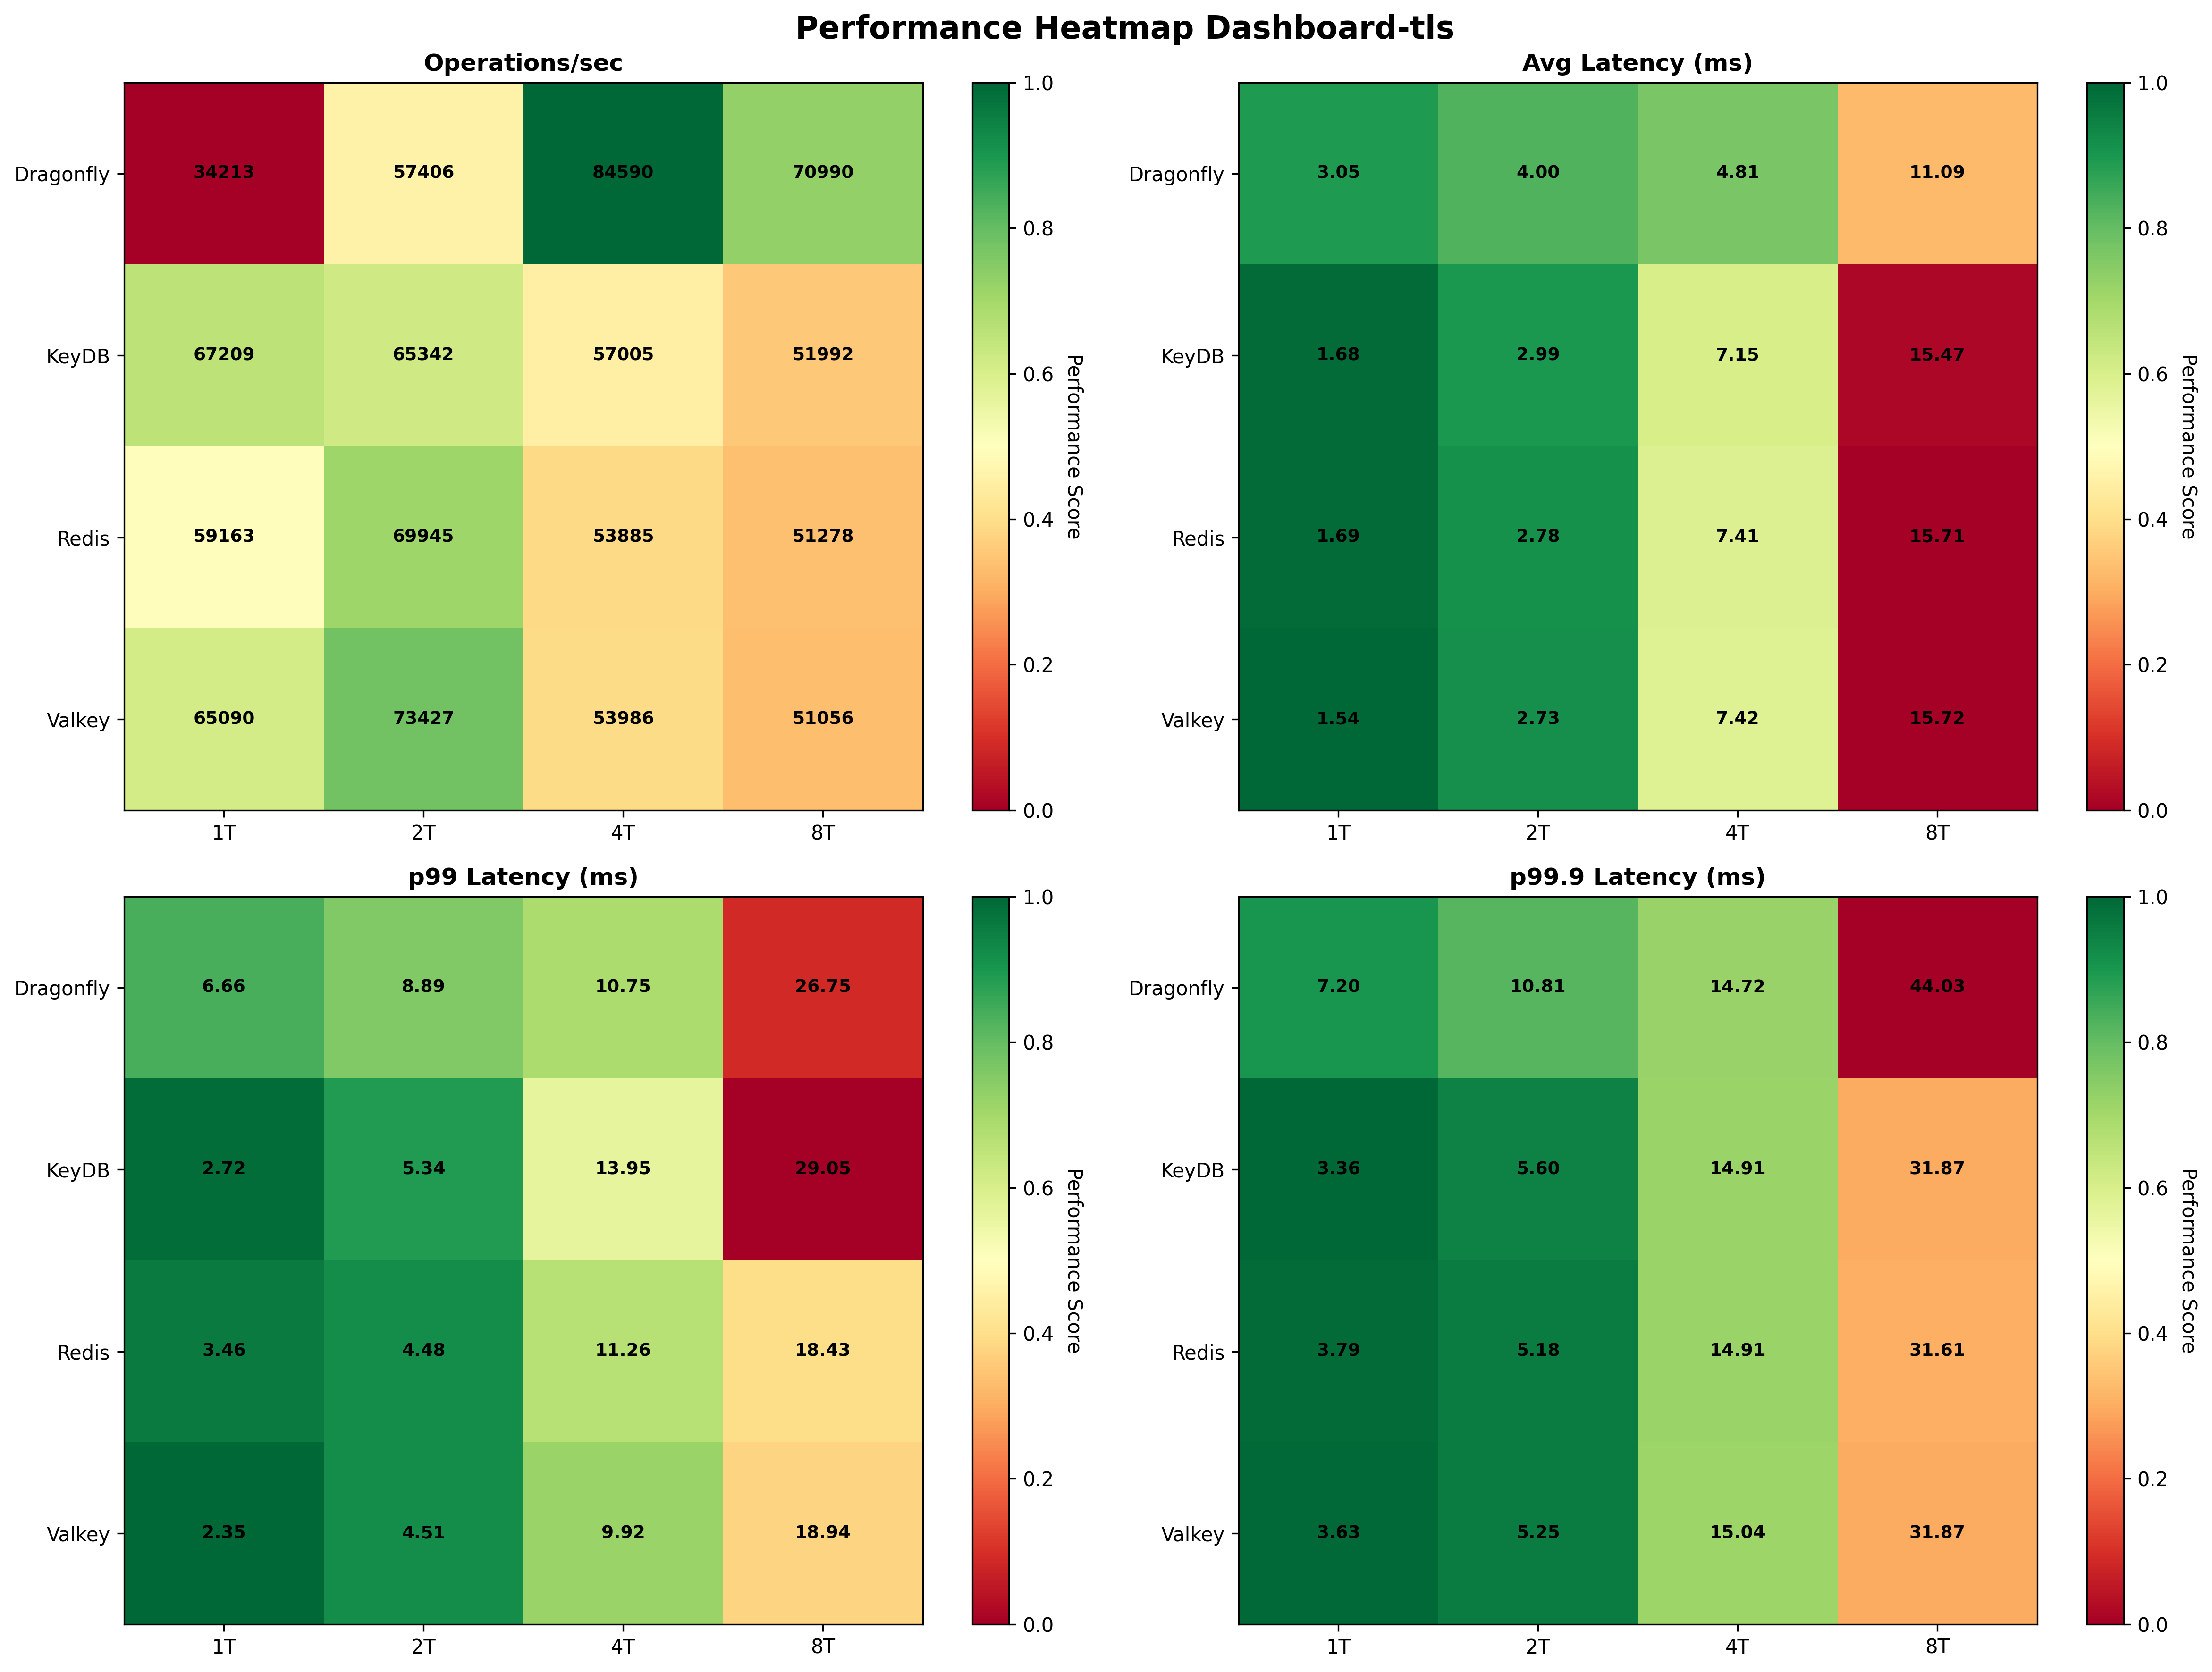 Performance Heatmap Dashboard-tls
Operations/sec
Dragonfly 34213 57406 84590 70990
KeyDB 67209 65342 57005 51992
Redis 59163 69945 53885 51278
Valkey 65090 73427 53986 51056
1T 2T 4T 8T
1.0
0.8
0.6
0.4
0.2
0.0
Performance Score
Avg Latency (ms)
Dragonfly 3.05 4.00 4.81 11.09
KeyDB 1.68 2.99 7.15 15.47
Redis 1.69 2.78 7.41 15.71
Valkey 1.54 2.73 7.42 15.72
1T 2T 4T 8T
1.0
0.8
0.6
0.4
0.2
0.0
Performance Score
p99 Latency (ms)
Dragonfly 6.66 8.89 10.75 26.75
KeyDB 2.72 5.34 13.95 29.05
Redis 3.46 4.48 11.26 18.43
Valkey 2.35 4.51 9.92 18.94
1T 2T 4T 8T
1.0
0.8
0.6
0.4
0.2
0.0
Performance Score
p99.9 Latency (ms)
Dragonfly 7.20 10.81 14.72 44.03
KeyDB 3.36 5.60 14.91 31.87
Redis 3.79 5.18 14.91 31.61
Valkey 3.63 5.25 15.04 31.87
1T 2T 4T 8T
1.0
0.8
0.6
0.4
0.2
0.0
Performance Score